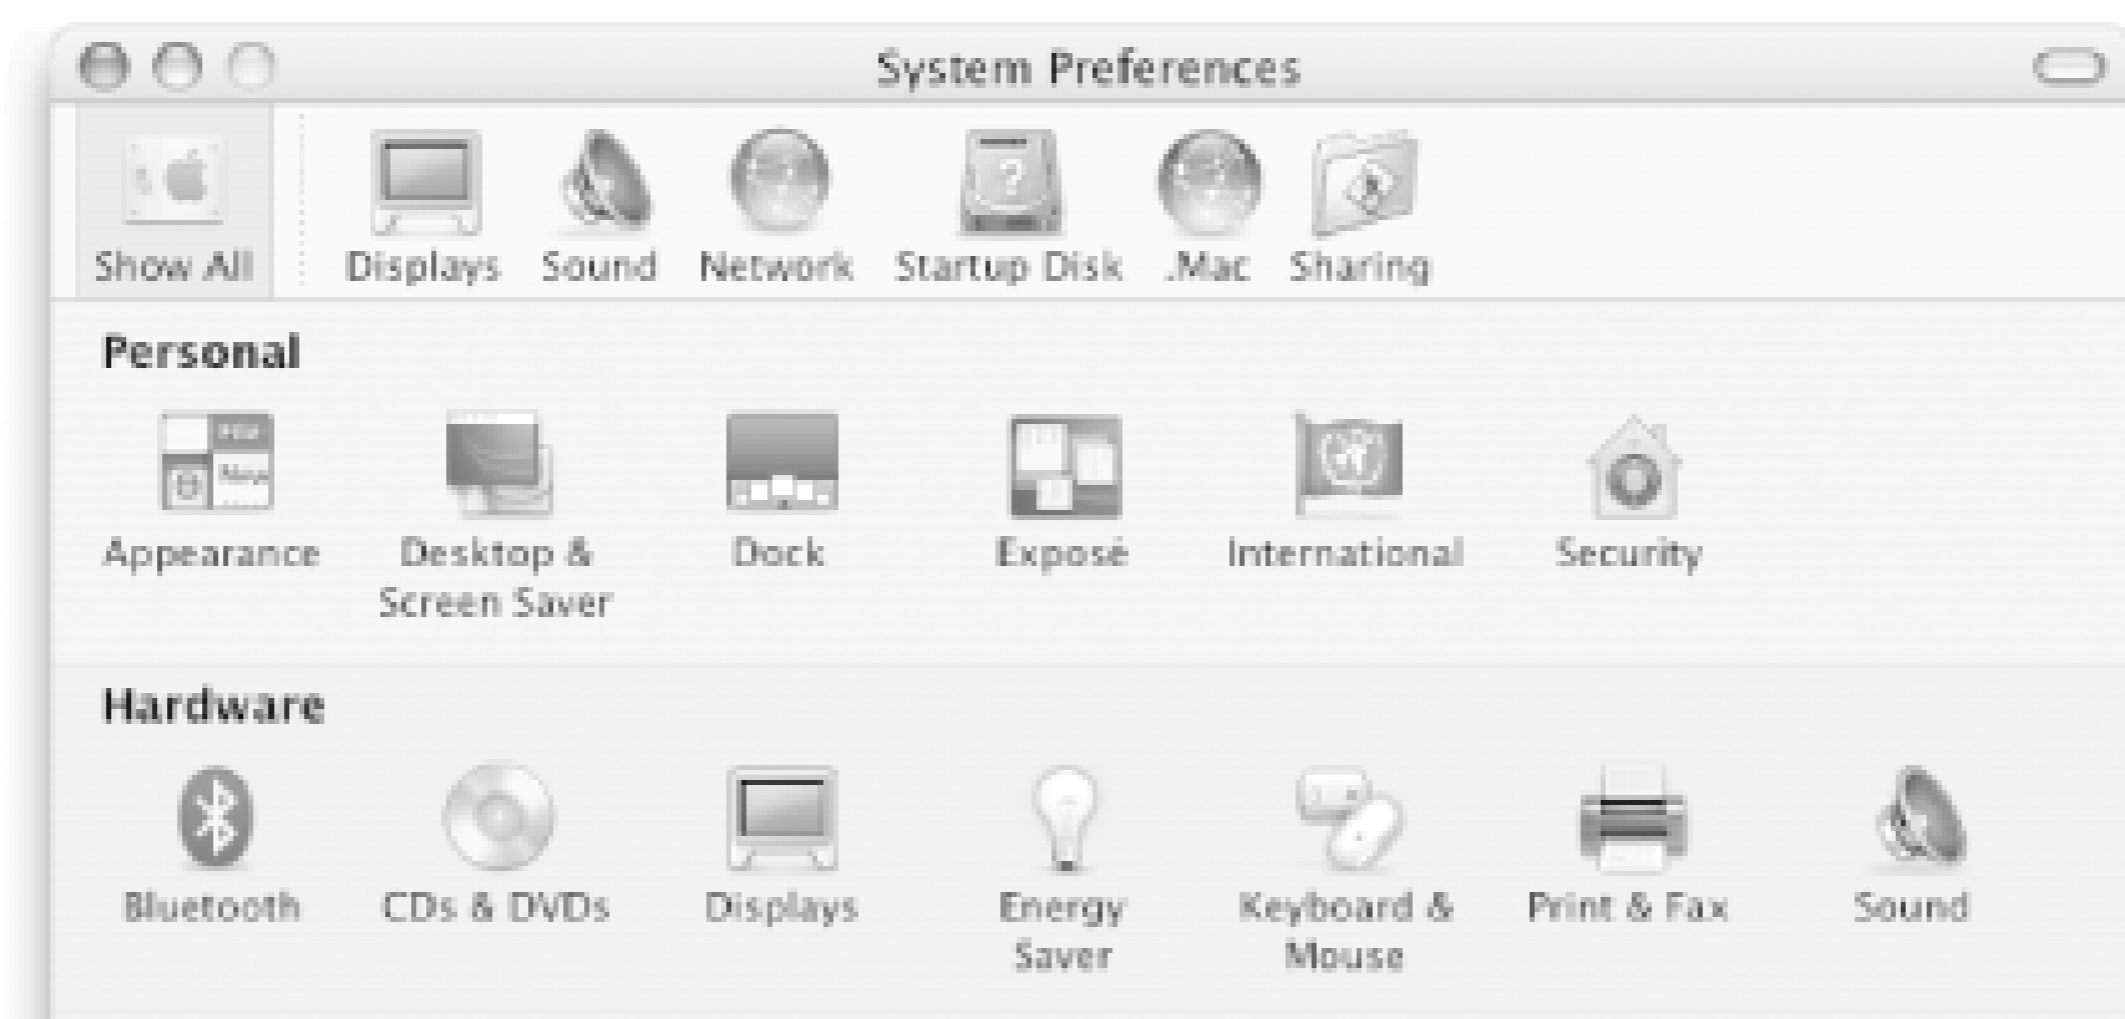 System Preferences
Show All Displays Sound Network Startup Disk .Mac Sharing
Personal
Appearance Desktop & Dock Exposé International Security
Screen Saver
Hardware
Bluetooth CDs & DVDs Displays Energy Keyboard & Print & Fax Sound
Saver Mouse